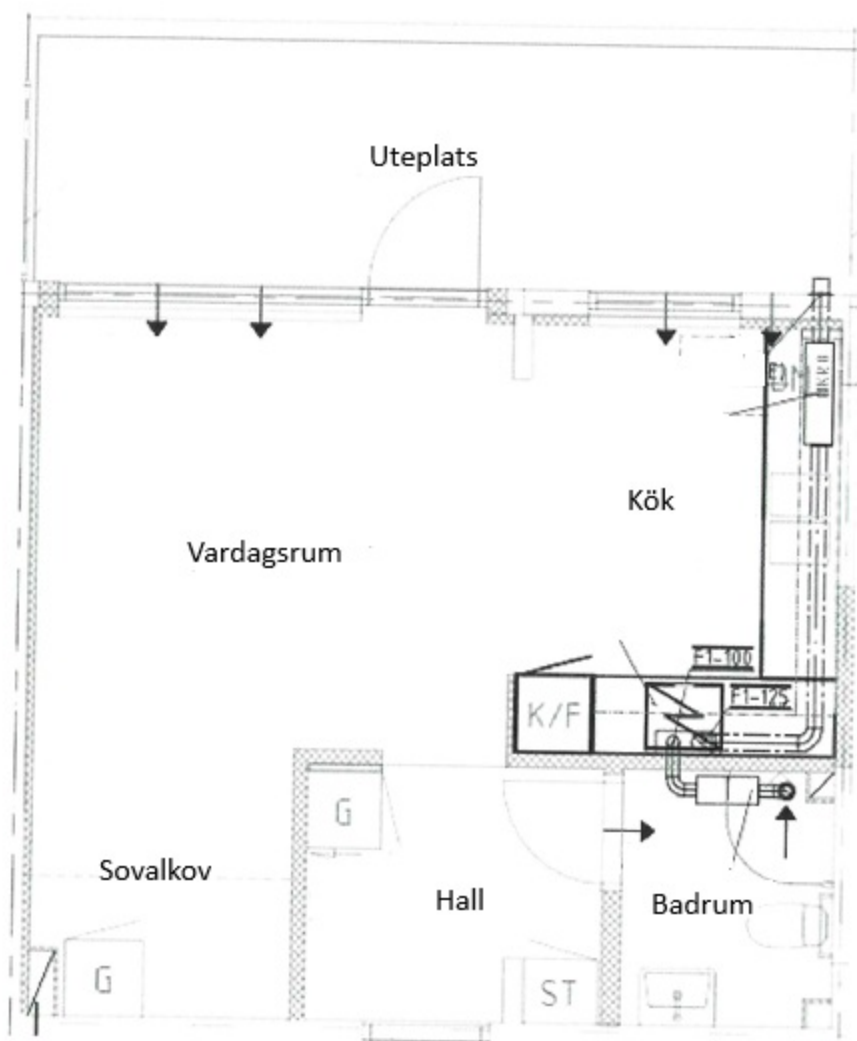 Uteplats
Kök
Vardagsrum
F1-100
K/F
F1-125
G
Sovalkov
Hall
Badrum
G
ST